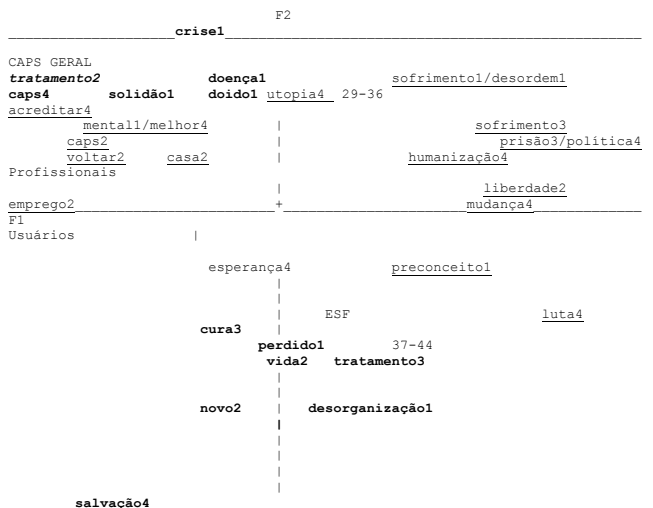 F2
crise1
CAPS GERAL
tratamento2 doença1 sofrimento1/desordem1
caps4 solidão1 doido1 utopia4 29-36
acreditar4
mental1/melhor4 | sofrimento3
caps2 | prisão3/política4
voltar2 casa2 | humanização4
Profissionais
| liberdade2
emprego2 + mudança4
F1
Usuários |
esperança4 preconceito1
|
|
| ESF luta4
cura3 |
perdido1 37-44
vida2 tratamento3
|
|
novo2 | desorganização1
|
|
|
|
|
salvação4